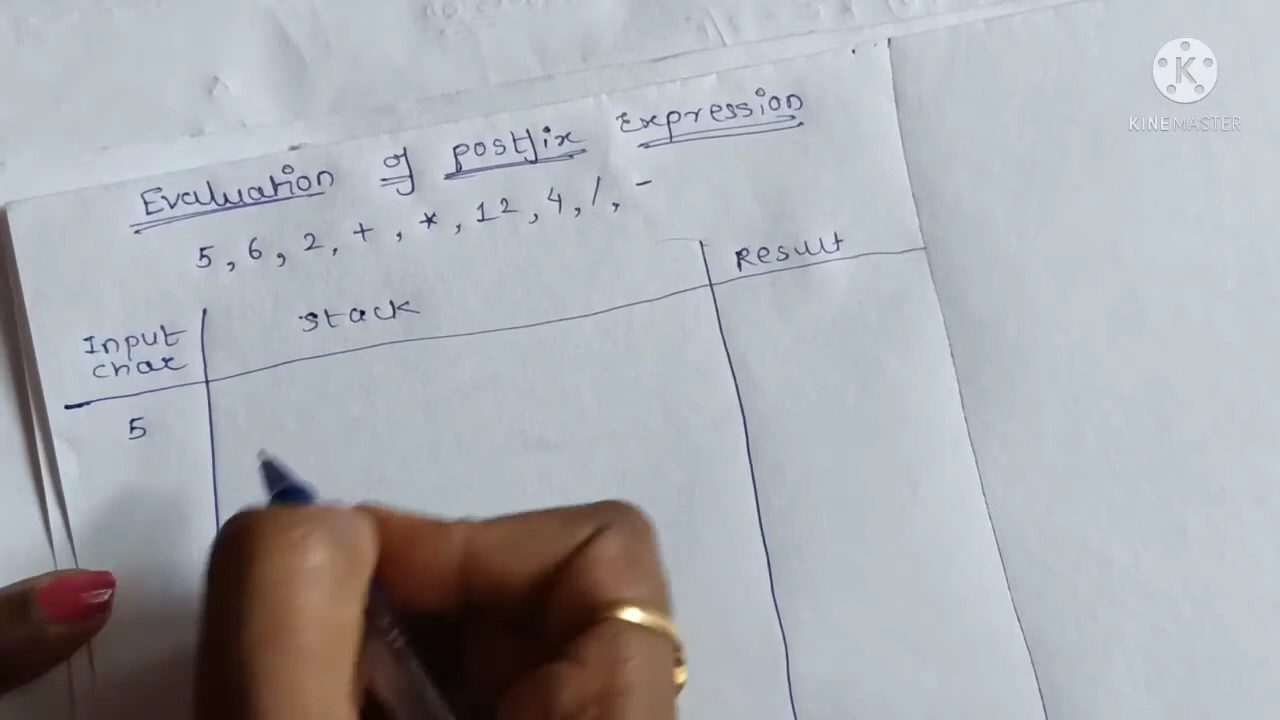 Evaluation of postfix Expression
5, 6, 2, +, *, 12, 4, /, -
Input char
stack
Result
5
KINEMASTER